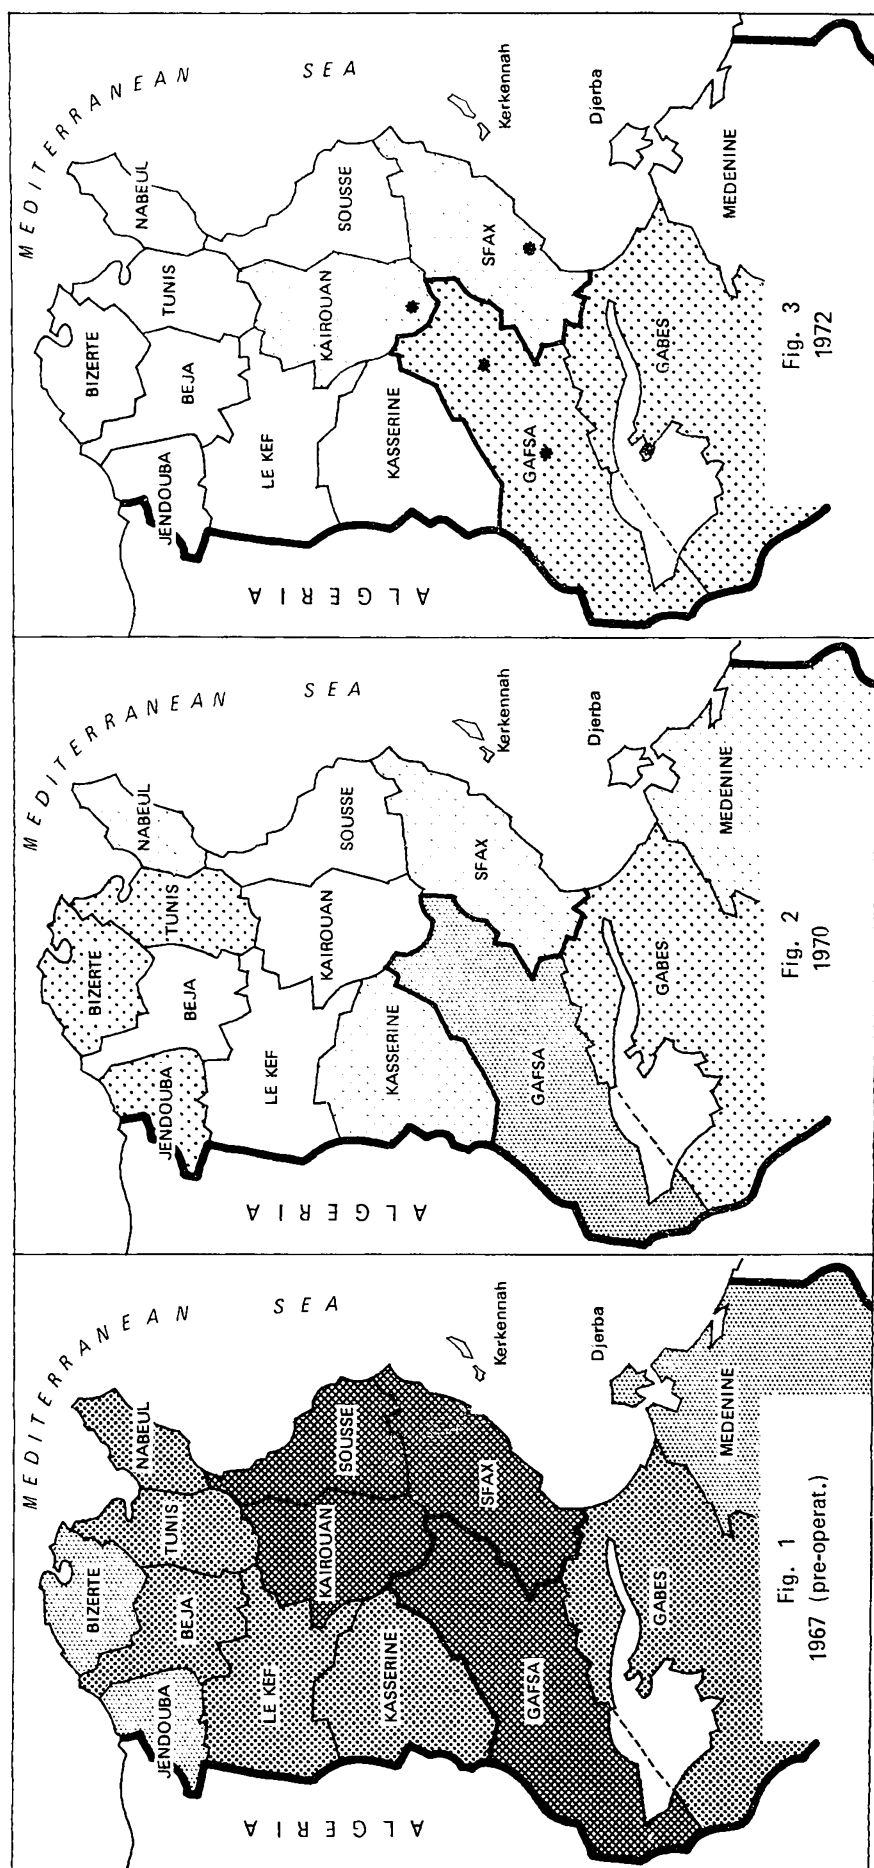 MEDITERRANEAN SEA
NABEUL
BIZERTE
TUNIS
BEJA
JENDOUBA
SOUSSE
KAIROUAN
LE KEF
KASSERINE
SFAX
GAFSA
GABES
MEDENINE
Kerkennah
Djerba
ALGERIA
Fig. 1
1967 (pre-operat.)
MEDITERRANEAN SEA
NABEUL
BIZERTE
TUNIS
BEJA
JENDOUBA
SOUSSE
KAIROUAN
LE KEF
KASSERINE
SFAX
GAFSA
GABES
MEDENINE
Kerkennah
Djerba
ALGERIA
Fig. 2
1970
MEDITERRANEAN SEA
NABEUL
BIZERTE
TUNIS
BEJA
JENDOUBA
SOUSSE
KAIROUAN
LE KEF
KASSERINE
SFAX
GAFSA
GABES
MEDENINE
Kerkennah
Djerba
ALGERIA
Fig. 3
1972